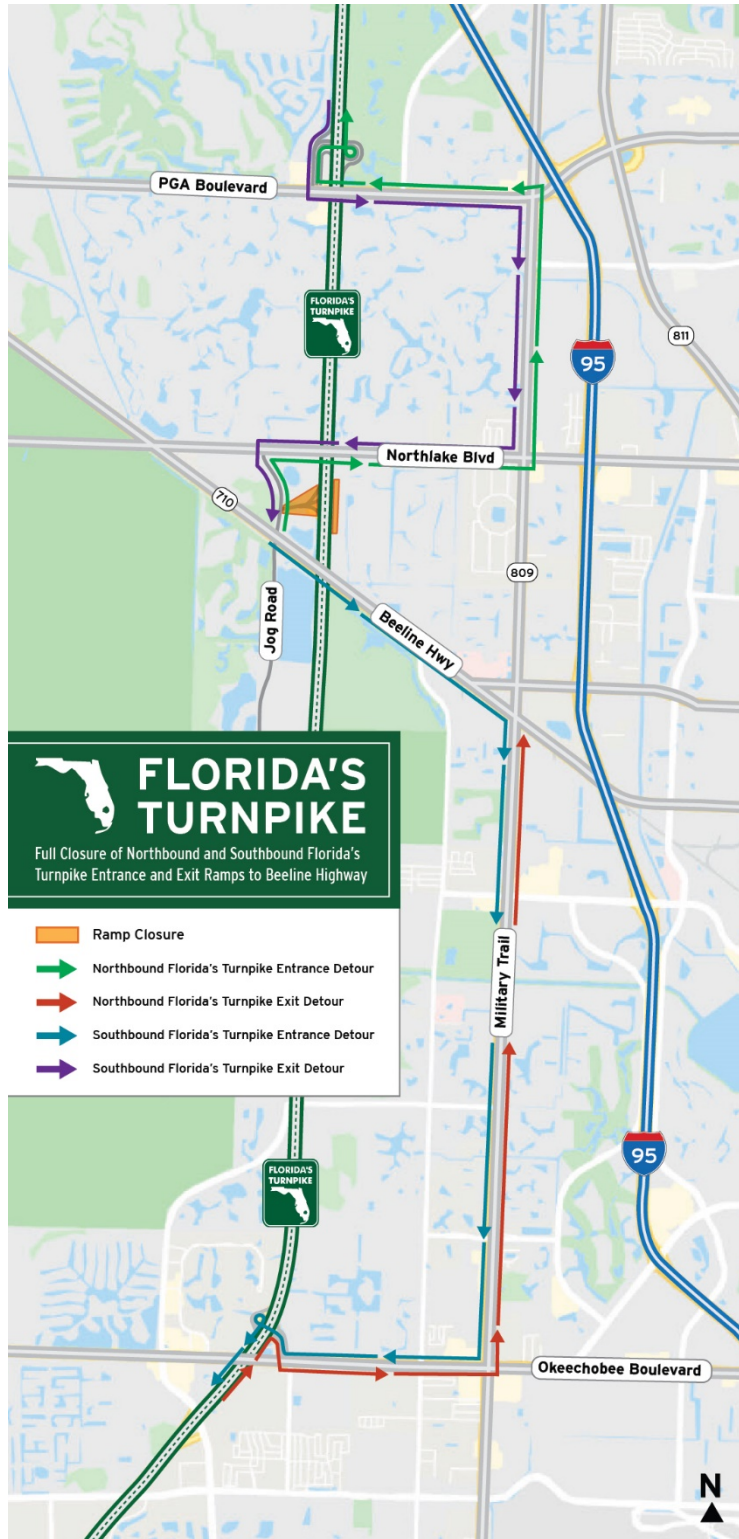 PGA Boulevard
FLORIDA'S
TURNPIKE
811
95
Northlake Blvd
710
809
Jog Road
Beeline Hwy
FLORIDA'S
TURNPIKE
Full Closure of Northbound and Southbound Florida's
Turnpike Entrance and Exit Ramps to Beeline Highway
Ramp Closure
Northbound Florida's Turnpike Entrance Detour
Northbound Florida's Turnpike Exit Detour
Southbound Florida's Turnpike Entrance Detour
Southbound Florida's Turnpike Exit Detour
Military Trail
95
FLORIDA'S
TURNPIKE
Okeechobee Boulevard
N